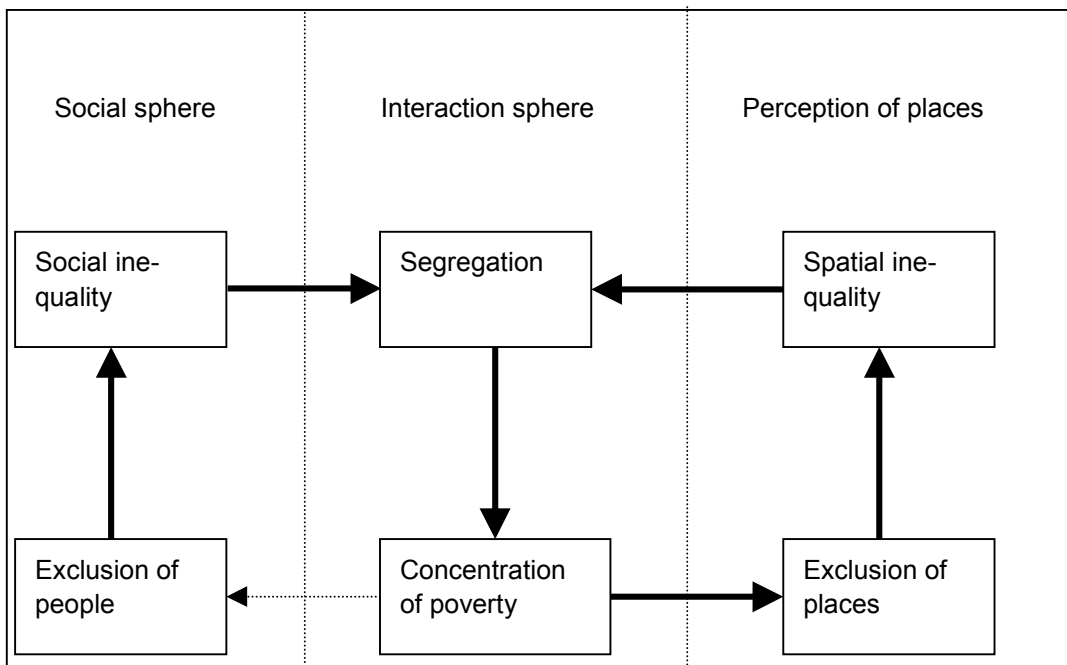 Social sphere
Interaction sphere
Perception of places
Social ine-
quality
Segregation
Spatial ine-
quality
Exclusion of
people
Concentration
of poverty
Exclusion of
places